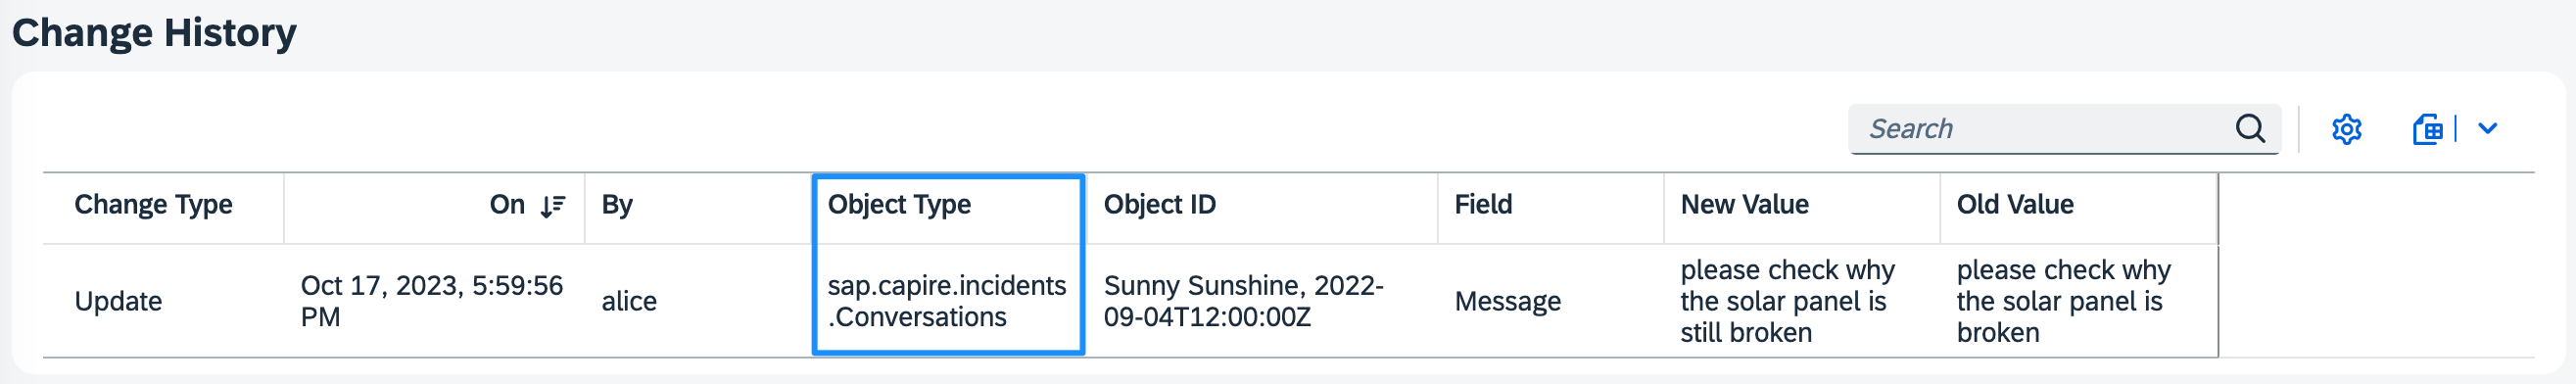 Change History
Search
Change Type
On
By
Object Type
Object ID
Field
New Value
Old Value
Update
Oct 17, 2023, 5:59:56
PM
alice
sap.capire.incidents
.Conversations
Sunny Sunshine, 2022-
09-04T12:00:00Z
Message
please check why
the solar panel is
still broken
please check why
the solar panel is
broken